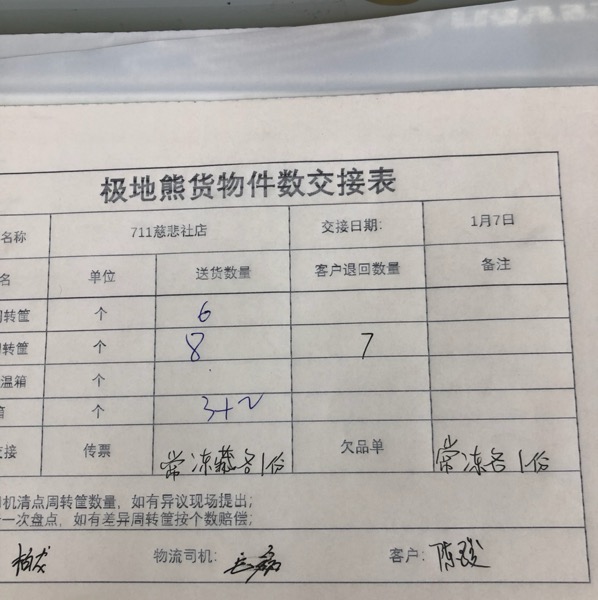 极地熊货物件数交接表
名称 711慈悲社店 交接日期: 1月7日
名 单位 送货数量 客户退回数量 备注
周转筐 个 6
周转筐 个 8 7
温箱 个
箱 个 3+2
接 传票 常冻藏各1份 欠品单 常冻各1份
司机清点周转筐数量，如有异议现场提出;
一次盘点，如有差异周转筐按个数赔偿;
物流司机: 客户: